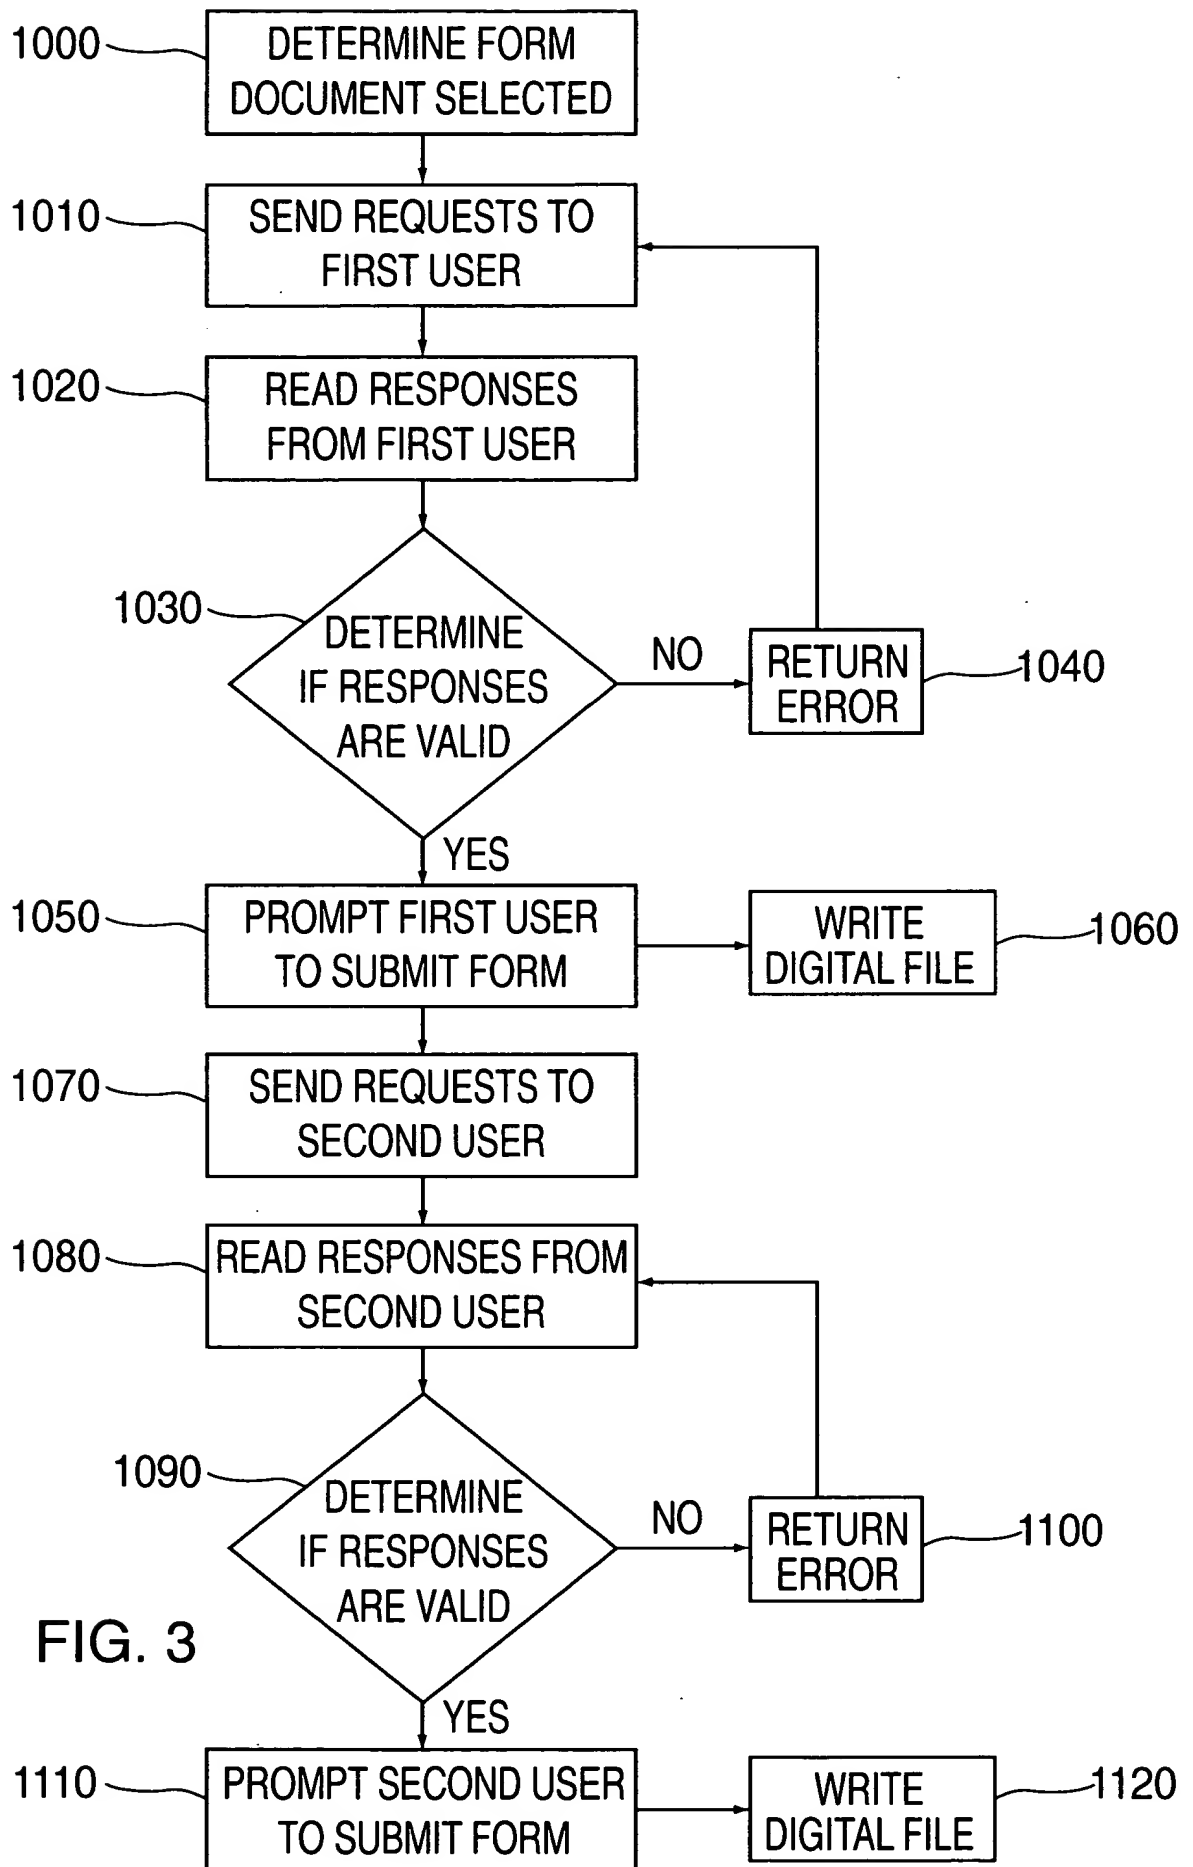 1000
DETERMINE FORM
DOCUMENT SELECTED
1010
SEND REQUESTS TO
FIRST USER
1020
READ RESPONSES
FROM FIRST USER
1030
DETERMINE
IF RESPONSES
ARE VALID
NO
RETURN
ERROR
1040
YES
1050
PROMPT FIRST USER
TO SUBMIT FORM
WRITE
DIGITAL FILE
1060
1070
SEND REQUESTS TO
SECOND USER
1080
READ RESPONSES FROM
SECOND USER
1090
DETERMINE
IF RESPONSES
ARE VALID
NO
RETURN
ERROR
1100
FIG. 3
YES
1110
PROMPT SECOND USER
TO SUBMIT FORM
WRITE
DIGITAL FILE
1120